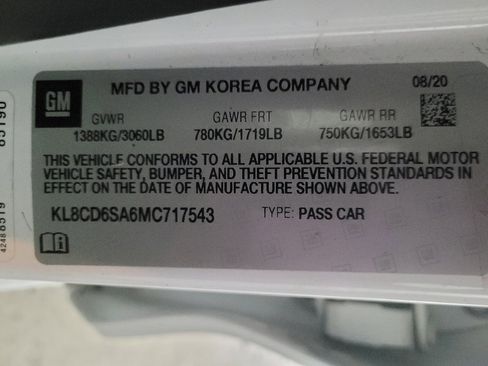 GM
MFD BY GM KOREA COMPANY
08/20
GVWR GAWR FRT GAWR RR
1388KG/3060LB 780KG/1719LB 750KG/1653LB
THIS VEHICLE CONFORMS TO ALL APPLICABLE U.S. FEDERAL MOTOR
VEHICLE SAFETY, BUMPER, AND THEFT PREVENTION STANDARDS IN
EFFECT ON THE DATE OF MANUFACTURE SHOWN ABOVE.
KL8CD6SA6MC717543 TYPE: PASS CAR
42488519